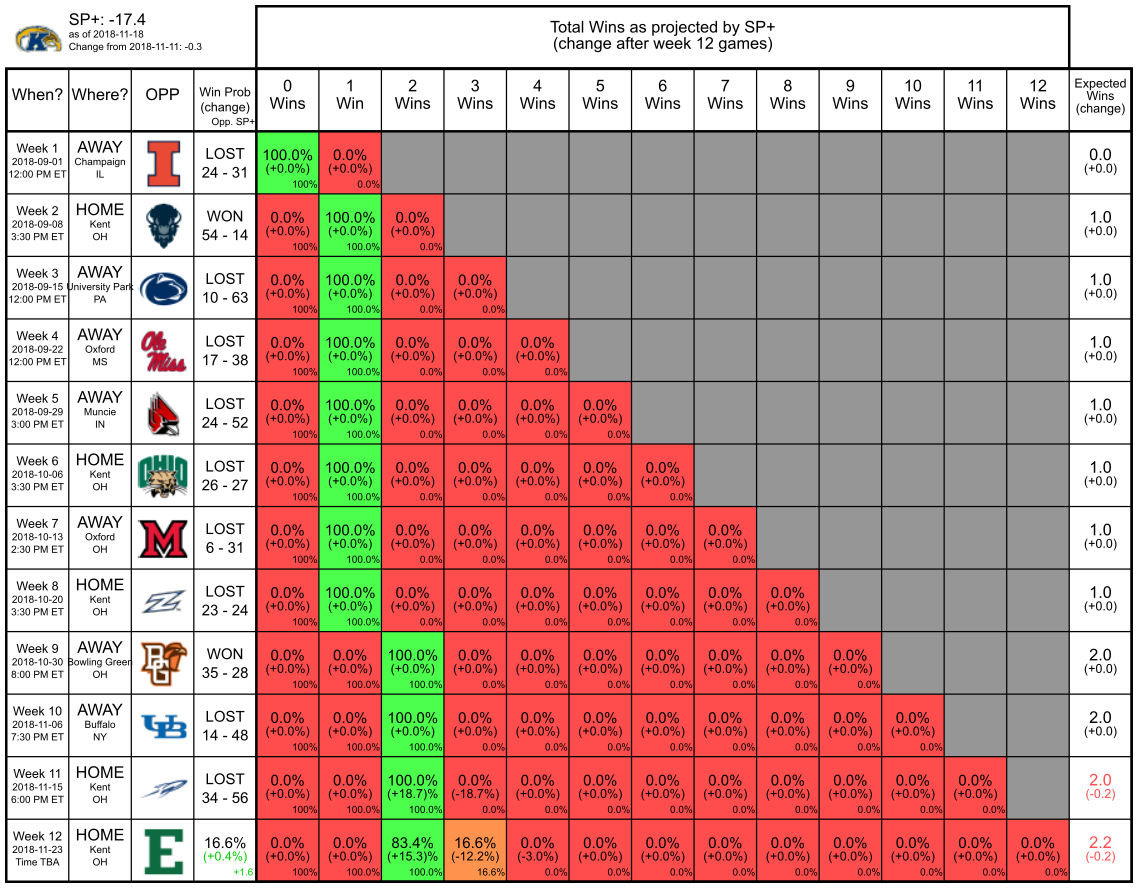 SP+: -17.4
as of 2018-11-18
Change from 2018-11-11: -0.3
Total Wins as projected by SP+
(change after week 12 games)
When? Where? OPP Win Prob (change) Opp. SP+ 0 Wins 1 Win 2 Wins 3 Wins 4 Wins 5 Wins 6 Wins 7 Wins 8 Wins 9 Wins 10 Wins 11 Wins 12 Wins Expected Wins (change)
Week 1 AWAY LOST 100.0% 0.0% 0.0
2018-09-01 Champaign I 24 - 31 (+0.0%) (+0.0%) (+0.0)
12:00 PM ET IL 100% 0.0%
Week 2 HOME WON 0.0% 100.0% 0.0% 1.0
2018-09-08 Kent 54 - 14 (+0.0%) (+0.0%) (+0.0%) (+0.0)
3:30 PM ET OH 100% 100.0% 0.0%
Week 3 AWAY LOST 0.0% 100.0% 0.0% 0.0% 1.0
2018-09-15 University Park 10 - 63 (+0.0%) (+0.0%) (+0.0%) (+0.0%) (+0.0)
12:00 PM ET PA 100% 100.0% 0.0% 0.0%
Week 4 AWAY LOST 0.0% 100.0% 0.0% 0.0% 0.0% 1.0
2018-09-22 Oxford Ole Miss 17 - 38 (+0.0%) (+0.0%) (+0.0%) (+0.0%) (+0.0%) (+0.0)
12:00 PM ET MS 100% 100.0% 0.0% 0.0% 0.0%
Week 5 AWAY LOST 0.0% 100.0% 0.0% 0.0% 0.0% 0.0% 1.0
2018-09-29 Muncie 24 - 52 (+0.0%) (+0.0%) (+0.0%) (+0.0%) (+0.0%) (+0.0%) (+0.0)
3:00 PM ET IN 100% 100.0% 0.0% 0.0% 0.0% 0.0%
Week 6 HOME LOST 0.0% 100.0% 0.0% 0.0% 0.0% 0.0% 0.0% 1.0
2018-10-06 Kent OHIO 26 - 27 (+0.0%) (+0.0%) (+0.0%) (+0.0%) (+0.0%) (+0.0%) (+0.0%) (+0.0)
3:30 PM ET OH 100% 100.0% 0.0% 0.0% 0.0% 0.0% 0.0%
Week 7 AWAY LOST 0.0% 100.0% 0.0% 0.0% 0.0% 0.0% 0.0% 0.0% 1.0
2018-10-13 Oxford M 6 - 31 (+0.0%) (+0.0%) (+0.0%) (+0.0%) (+0.0%) (+0.0%) (+0.0%) (+0.0%) (+0.0)
2:30 PM ET OH 100% 100.0% 0.0% 0.0% 0.0% 0.0% 0.0% 0.0%
Week 8 HOME LOST 0.0% 100.0% 0.0% 0.0% 0.0% 0.0% 0.0% 0.0% 0.0% 1.0
2018-10-20 Kent Z 23 - 24 (+0.0%) (+0.0%) (+0.0%) (+0.0%) (+0.0%) (+0.0%) (+0.0%) (+0.0%) (+0.0%) (+0.0)
3:30 PM ET OH 100% 100.0% 0.0% 0.0% 0.0% 0.0% 0.0% 0.0% 0.0%
Week 9 AWAY WON 0.0% 0.0% 100.0% 0.0% 0.0% 0.0% 0.0% 0.0% 0.0% 0.0% 2.0
2018-10-30 Bowling Green BG 35 - 28 (+0.0%) (+0.0%) (+0.0%) (+0.0%) (+0.0%) (+0.0%) (+0.0%) (+0.0%) (+0.0%) (+0.0%) (+0.0)
8:00 PM ET OH 100% 100.0% 100.0% 0.0% 0.0% 0.0% 0.0% 0.0% 0.0% 0.0%
Week 10 AWAY LOST 0.0% 0.0% 100.0% 0.0% 0.0% 0.0% 0.0% 0.0% 0.0% 0.0% 0.0% 2.0
2018-11-06 Buffalo UB 14 - 48 (+0.0%) (+0.0%) (+0.0%) (+0.0%) (+0.0%) (+0.0%) (+0.0%) (+0.0%) (+0.0%) (+0.0%) (+0.0%) (+0.0)
7:30 PM ET NY 100% 100.0% 100.0% 0.0% 0.0% 0.0% 0.0% 0.0% 0.0% 0.0% 0.0%
Week 11 HOME LOST 0.0% 0.0% 100.0% 0.0% 0.0% 0.0% 0.0% 0.0% 0.0% 0.0% 0.0% 0.0% 2.0
2018-11-15 Kent 34 - 56 (+0.0%) (+0.0%) (+18.7)% (-18.7%) (+0.0%) (+0.0%) (+0.0%) (+0.0%) (+0.0%) (+0.0%) (+0.0%) (+0.0%) (-0.2)
6:00 PM ET OH 100% 100.0% 100.0% 0.0% 0.0% 0.0% 0.0% 0.0% 0.0% 0.0% 0.0% 0.0%
Week 12 HOME 16.6% 0.0% 0.0% 83.4% 16.6% 0.0% 0.0% 0.0% 0.0% 0.0% 0.0% 0.0% 0.0% 0.0% 2.2
2018-11-23 Kent E (+0.4%) (+0.0%) (+0.0%) (+15.3)% (-12.2%) (-3.0%) (+0.0%) (+0.0%) (+0.0%) (+0.0%) (+0.0%) (+0.0%) (+0.0%) (+0.0%) (-0.2)
Time TBA OH +1.6 100% 100.0% 100.0% 16.6% 0.0% 0.0% 0.0% 0.0% 0.0% 0.0% 0.0% 0.0% 0.0%